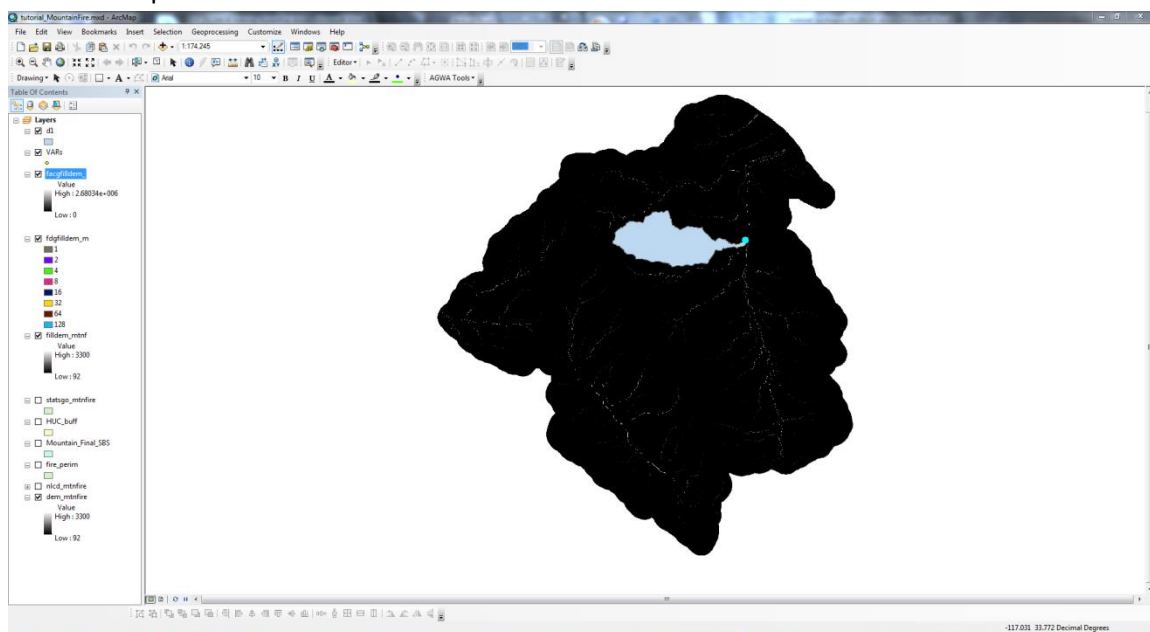 tutorial_MountainFire.mxd - ArcMap
File Edit View Bookmarks Insert Selection Geoprocessing Customize Windows Help
1:174,245
Editor
Drawing Arial 10 B I U A AGWA Tools
Table Of Contents
Layers
d1
VARs
facgfilldem_
Value
High : 2.68034e+006
Low : 0
fdgfilldem_m
1
2
4
8
16
32
64
128
filldem_mtnf
Value
High : 3300
Low : 92
statsgo_mtnfire
HUC_buff
Mountain_Final_SBS
fire_perim
nlcd_mtnfire
dem_mtnfire
Value
High : 3300
Low : 92
-117.031 33.772 Decimal Degrees